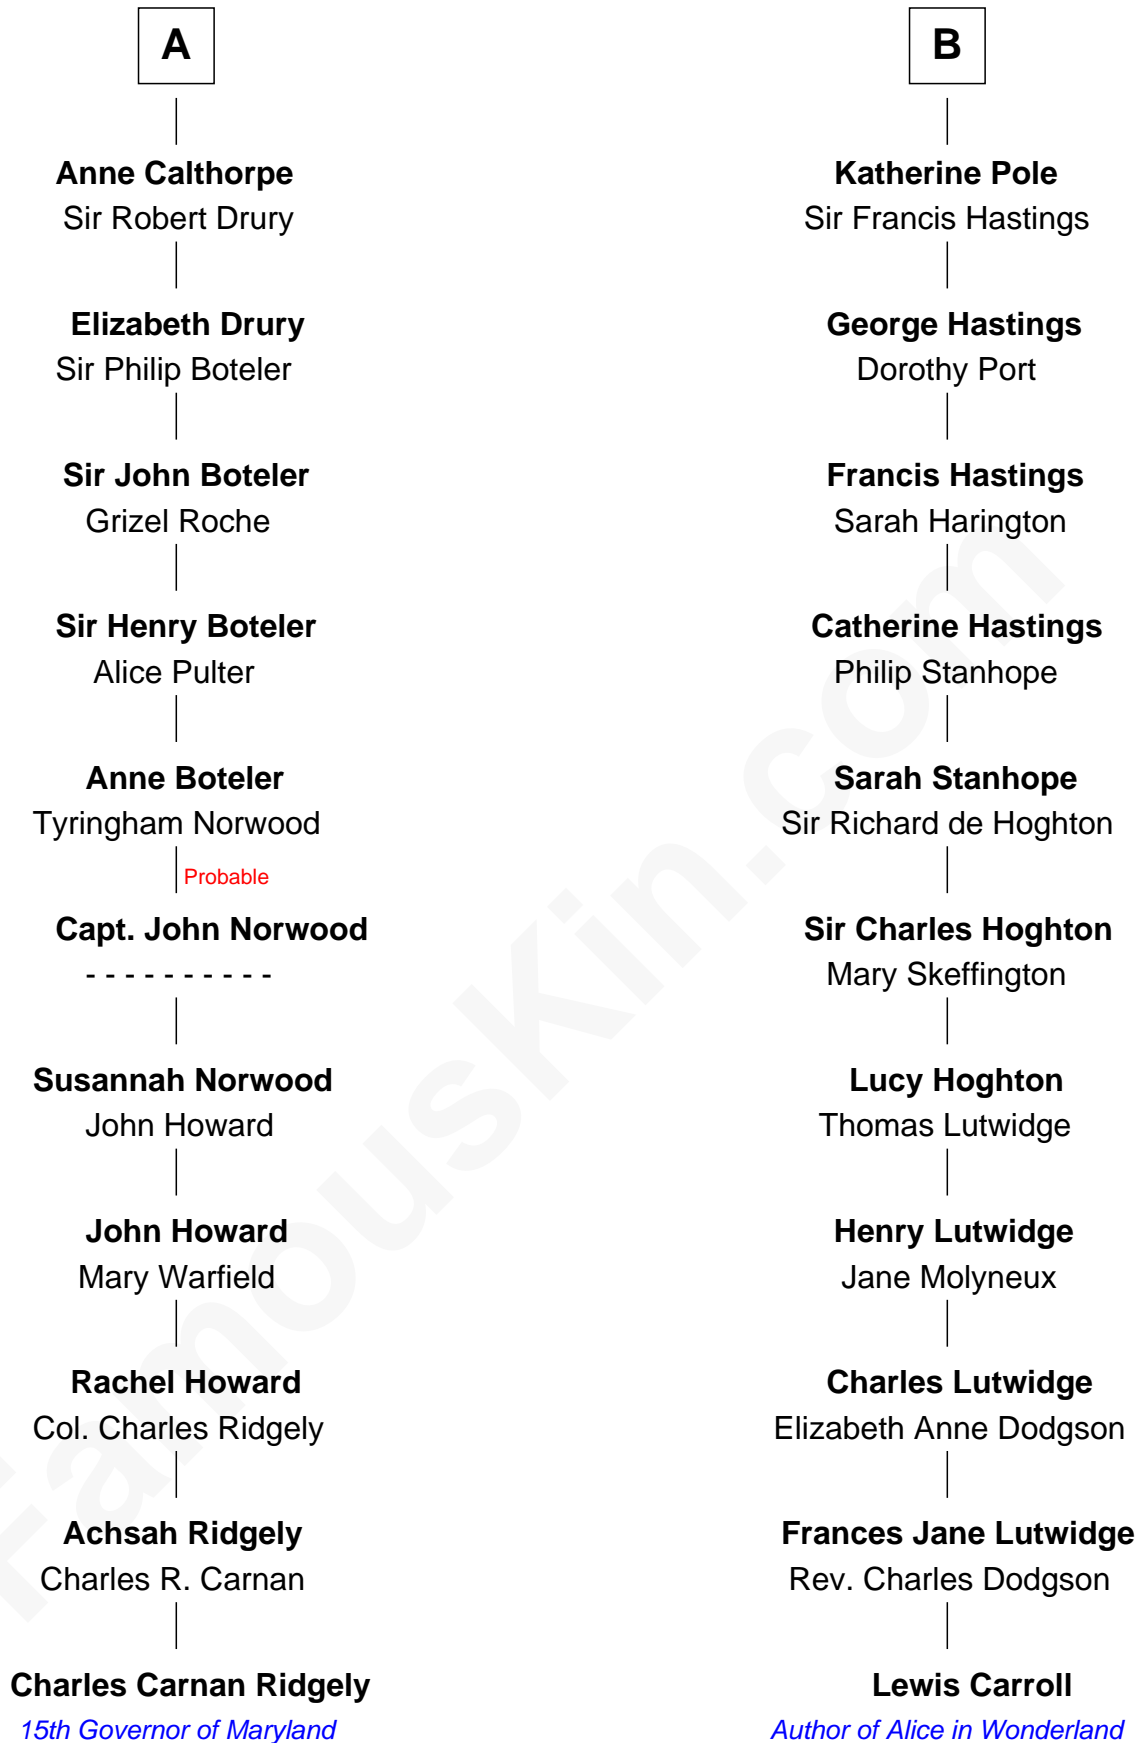 A
Anne Calthorpe
Sir Robert Drury
Elizabeth Drury
Sir Philip Boteler
Sir John Boteler
Grizel Roche
Sir Henry Boteler
Alice Pulter
Anne Boteler
Tyringham Norwood
Probable
Capt. John Norwood
- - - - - - - - - -
Susannah Norwood
John Howard
John Howard
Mary Warfield
Rachel Howard
Col. Charles Ridgely
Achsah Ridgely
Charles R. Carnan
Charles Carnan Ridgely
15th Governor of Maryland
B
Katherine Pole
Sir Francis Hastings
George Hastings
Dorothy Port
Francis Hastings
Sarah Harington
Catherine Hastings
Philip Stanhope
Sarah Stanhope
Sir Richard de Hoghton
Sir Charles Hoghton
Mary Skeffington
Lucy Hoghton
Thomas Lutwidge
Henry Lutwidge
Jane Molyneux
Charles Lutwidge
Elizabeth Anne Dodgson
Frances Jane Lutwidge
Rev. Charles Dodgson
Lewis Carroll
Author of Alice in Wonderland
FamousKin.com